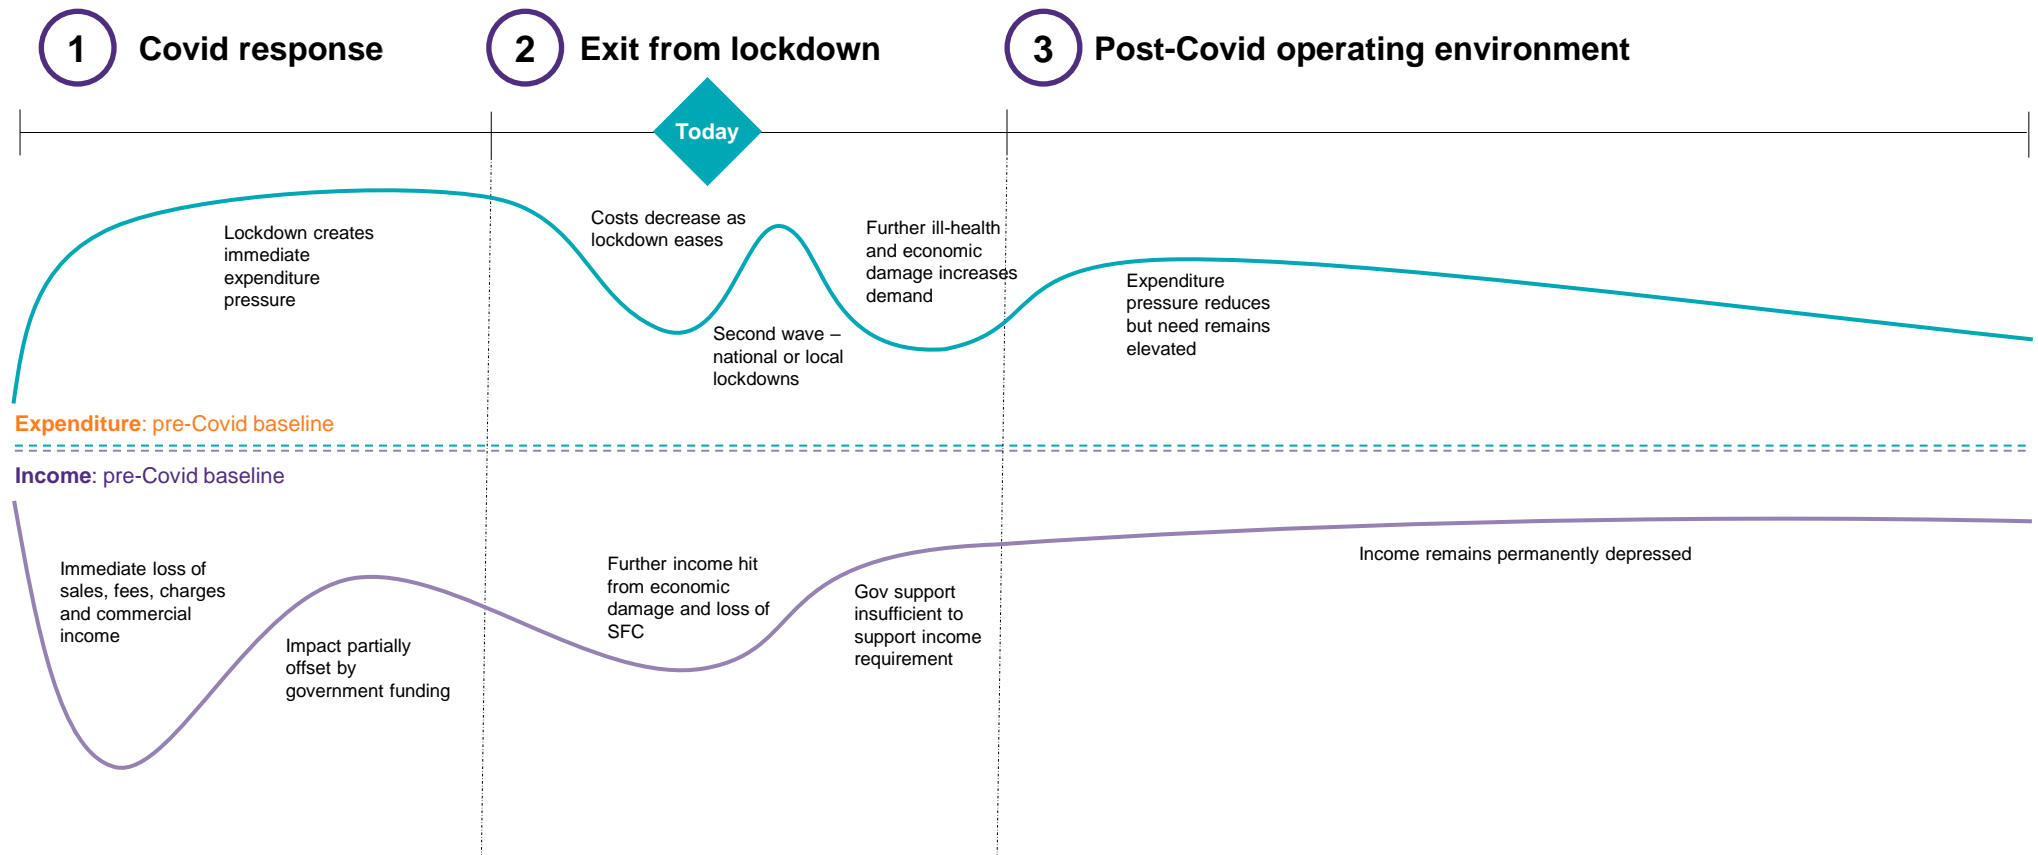 1 Covid response
2 Exit from lockdown
3 Post-Covid operating environment
Today
Lockdown creates
immediate
expenditure
pressure
Costs decrease as
lockdown eases
Second wave –
national or local
lockdowns
Further ill-health
and economic
damage increases
demand
Expenditure
pressure reduces
but need remains
elevated
Expenditure: pre-Covid baseline
Income: pre-Covid baseline
Immediate loss of
sales, fees, charges
and commercial
income
Impact partially
offset by
government funding
Further income hit
from economic
damage and loss of
SFC
Gov support
insufficient to
support income
requirement
Income remains permanently depressed